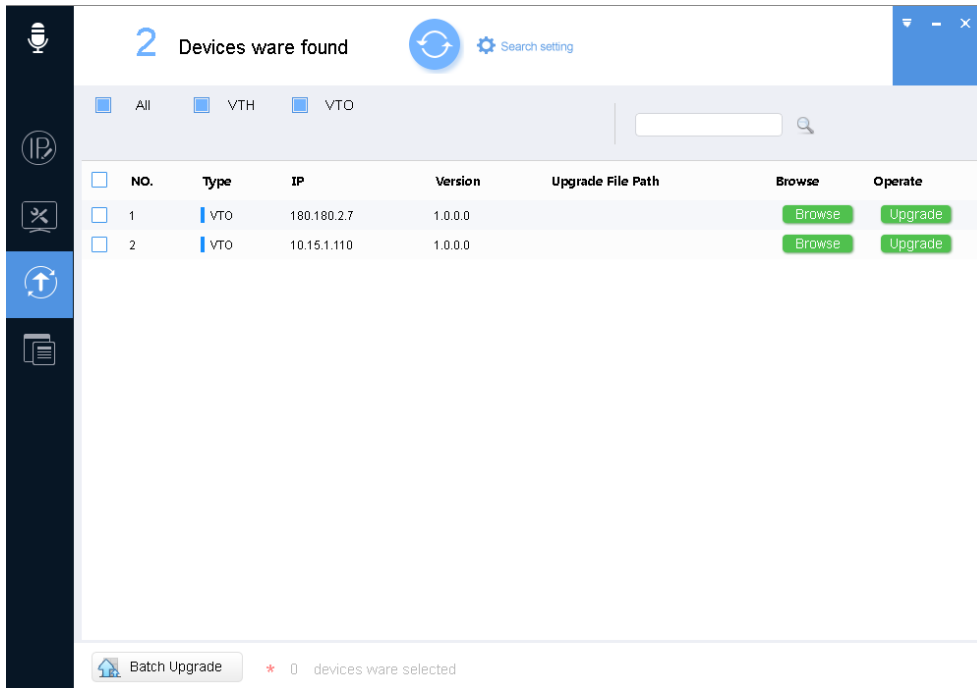 2 Devices ware found Search setting
All VTH VTO
IP
NO. Type IP Version Upgrade File Path Browse Operate
1 VTO 180.180.2.7 1.0.0.0 Browse Upgrade
2 VTO 10.15.1.110 1.0.0.0 Browse Upgrade
Batch Upgrade * 0 devices ware selected